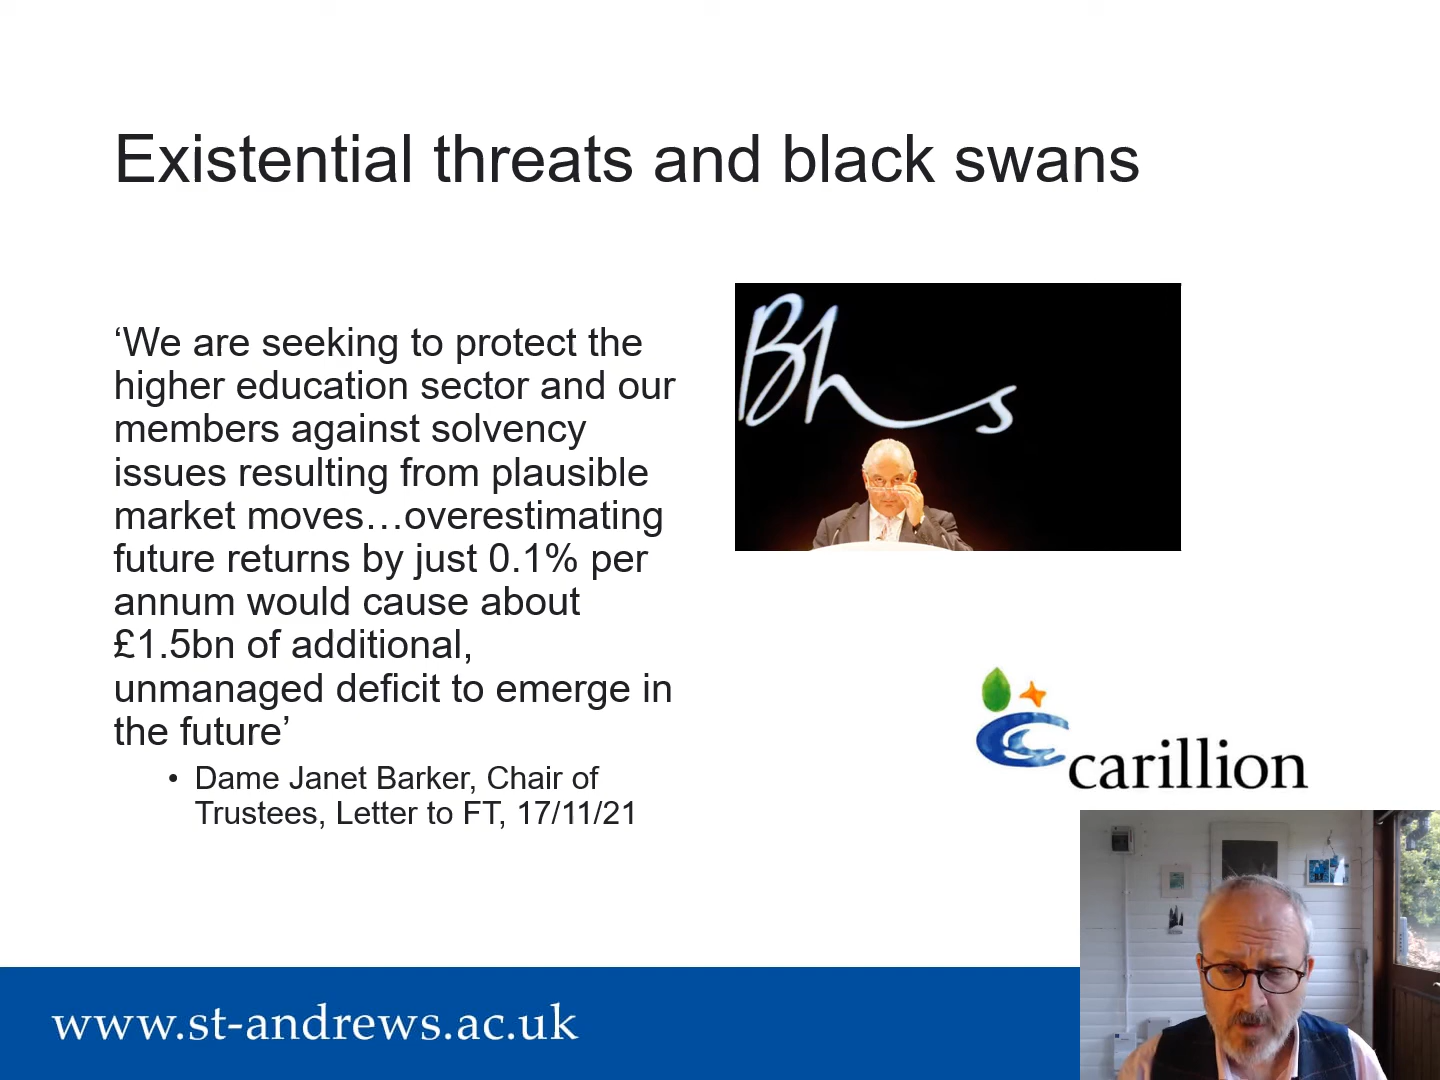 Existential threats and black swans
‘We are seeking to protect the
higher education sector and our
members against solvency
issues resulting from plausible
market moves…overestimating
future returns by just 0.1% per
annum would cause about
£1.5bn of additional,
unmanaged deficit to emerge in
the future’
• Dame Janet Barker, Chair of
Trustees, Letter to FT, 17/11/21
Bhs
carillion
www.st-andrews.ac.uk